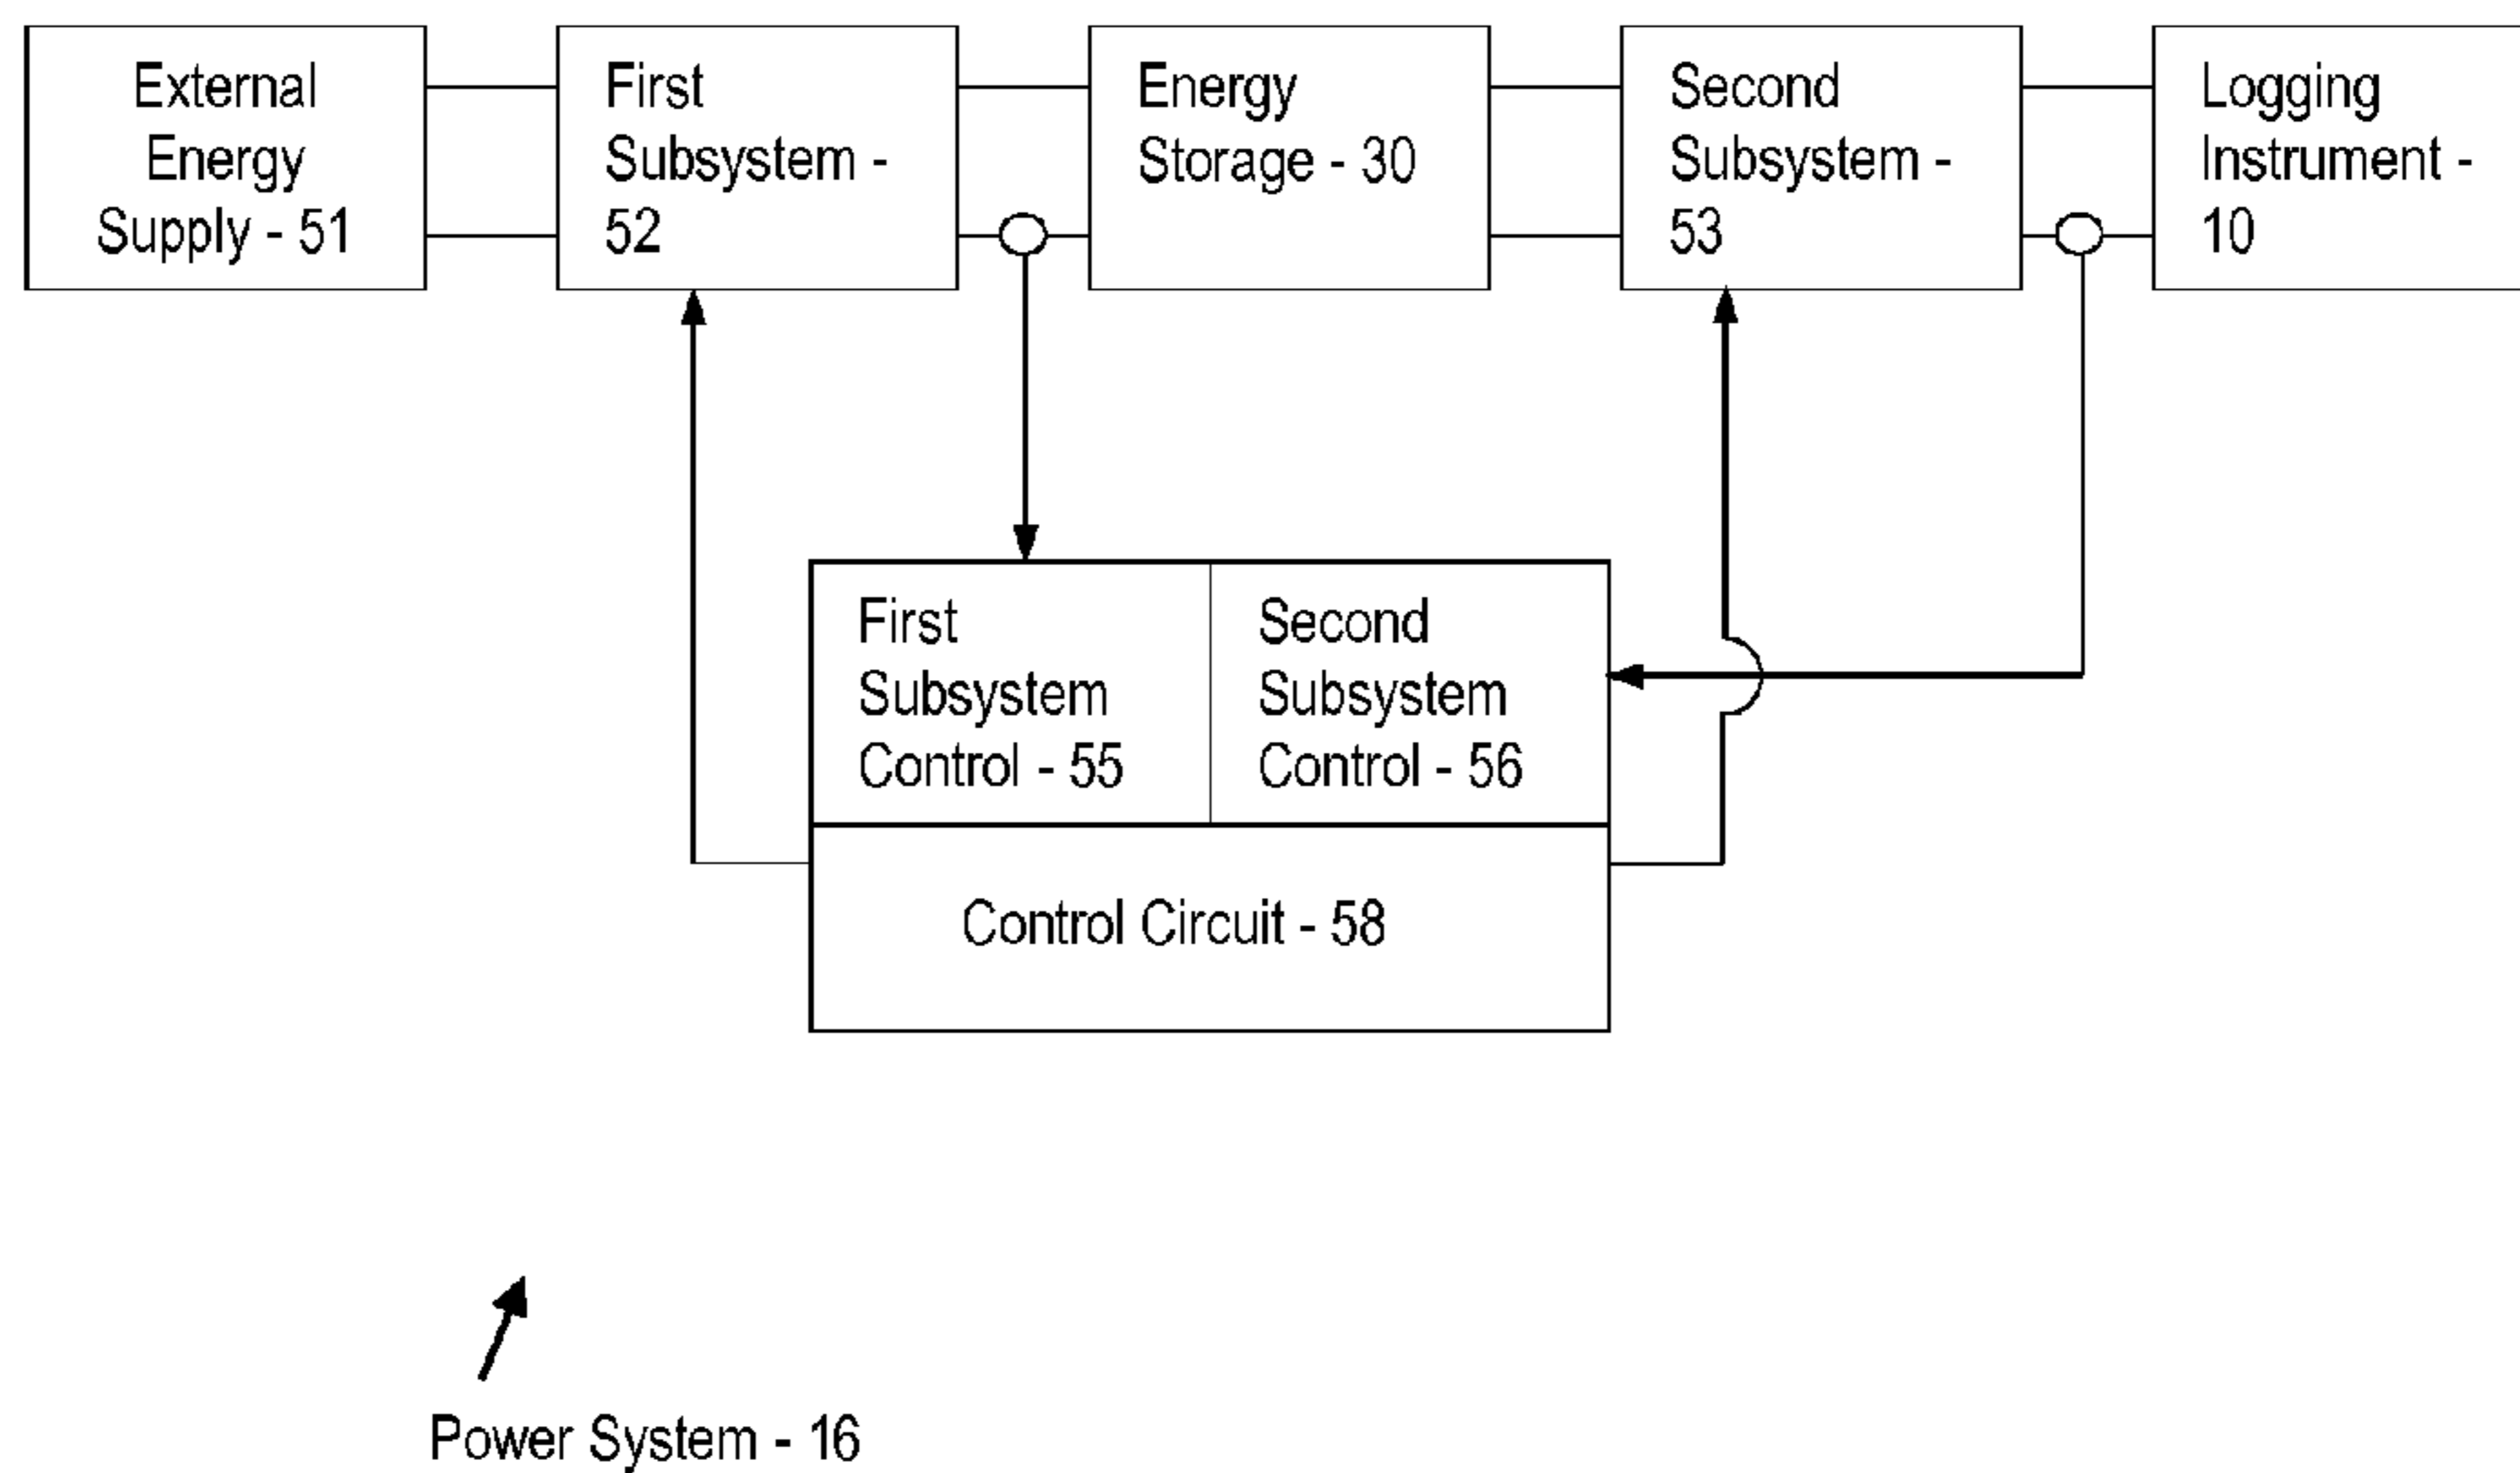 External
Energy
Supply - 51
First
Subsystem -
52
Energy
Storage - 30
Second
Subsystem -
53
Logging
Instrument -
10
First
Subsystem
Control - 55
Second
Subsystem
Control - 56
Control Circuit - 58
Power System - 16